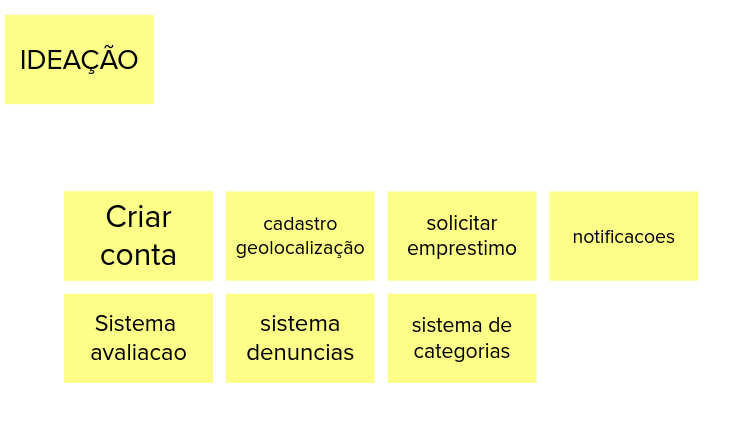 IDEAÇÃO
Criar
conta
cadastro
geolocalização
solicitar
emprestimo
notificacoes
Sistema
avaliacao
sistema
denuncias
sistema de
categorias